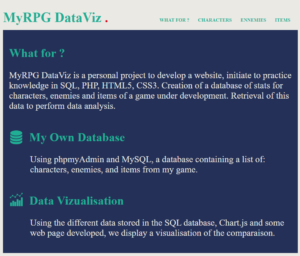 MyRPG DataViz .
WHAT FOR ? CHARACTERS ENNEMIES ITEMS
What for ?
MyRPG DataViz is a personal project to develop a website, initiate to practice
knowledge in SQL, PHP, HTML5, CSS3. Creation of a database of stats for
characters, enemies and items of a game under development. Retrieval of this
data to perform data analysis.
My Own Database
Using phpmyAdmin and MySQL, a database containing a list of:
characters, enemies, and items from my game.
Data Vizualisation
Using the different data stored in the SQL database, Chart.js and some
web page developed, we display a visualisation of the comparaison.